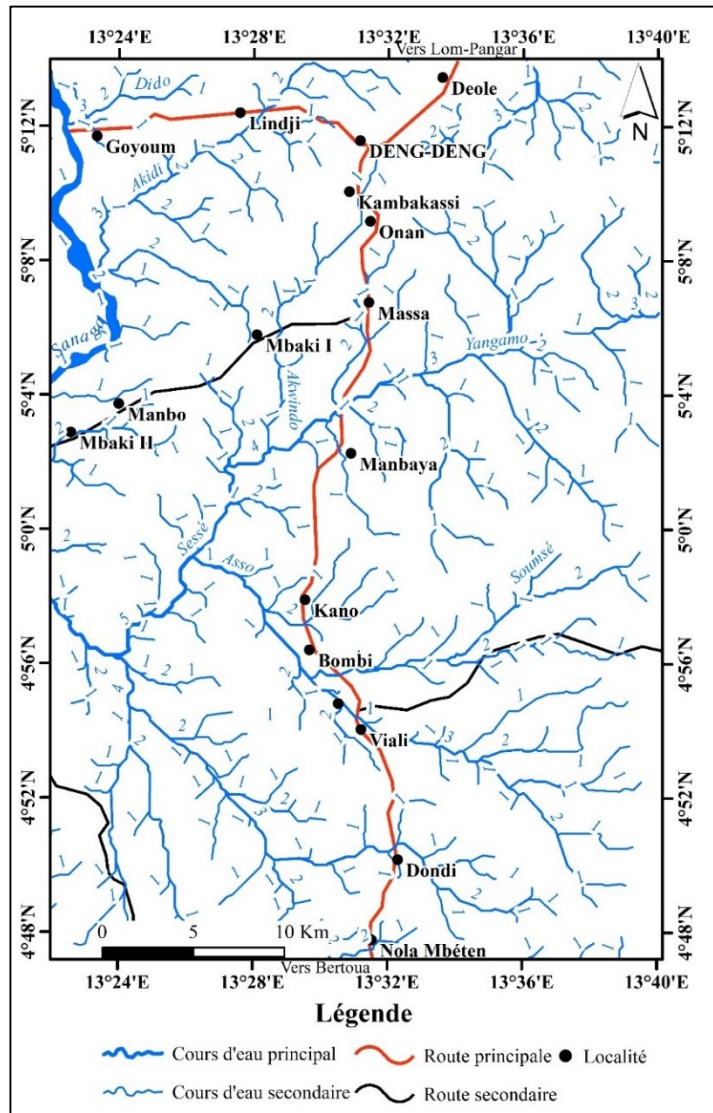 13°24'E 13°28'E 13°32'E 13°36'E 13°40'E
Vers Lom-Pangar
Dido
Deole
N
5°12'N 5°12'N
Lindji
Goyoum
DENG-DENG
Akidi
Kambakassi
Onan
5°8'N 5°8'N
Massa
Sanaga
Mbaki I
Yangamo
Akwindo
5°4'N 5°4'N
Manbo
Mbaki II
Manbaya
5°0'N 5°0'N
Sessé
Asso
Soumsé
Kano
4°56'N 4°56'N
Bombi
Viali
4°52'N 4°52'N
Dondi
4°48'N 4°48'N
0 5 10 Km
Nola Mbéten
Vers Bertoua
13°24'E 13°28'E 13°32'E 13°36'E 13°40'E
Légende
Cours d'eau principal Route principale Localité
Cours d'eau secondaire Route secondaire